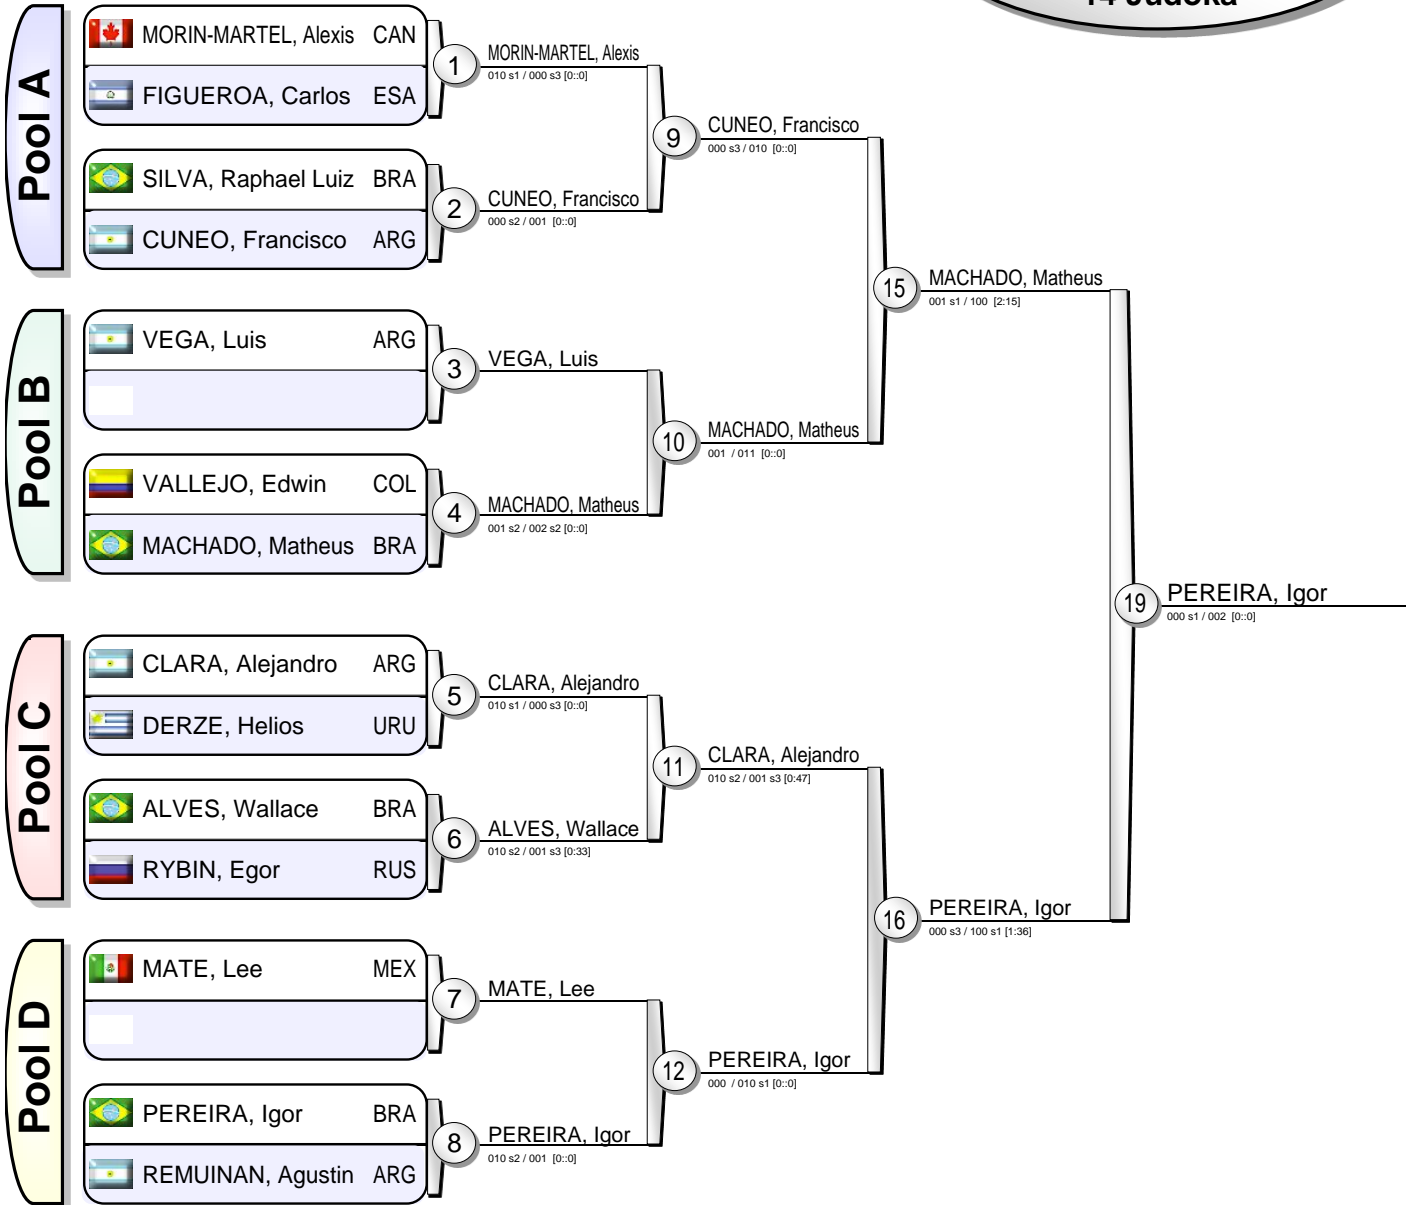 14 Judoka
Pool A
MORIN-MARTEL, Alexis CAN
FIGUEROA, Carlos ESA
SILVA, Raphael Luiz BRA
CUNEO, Francisco ARG
1
MORIN-MARTEL, Alexis
010 s1 / 000 s3 [0::0]
2
CUNEO, Francisco
000 s2 / 001 [0::0]
9
CUNEO, Francisco
000 s3 / 010 [0::0]
Pool B
VEGA, Luis ARG
VALLEJO, Edwin COL
MACHADO, Matheus BRA
3
VEGA, Luis
4
MACHADO, Matheus
001 s2 / 002 s2 [0::0]
10
MACHADO, Matheus
001 / 011 [0::0]
15
MACHADO, Matheus
001 s1 / 100 [2:15]
Pool C
CLARA, Alejandro ARG
DERZE, Helios URU
ALVES, Wallace BRA
RYBIN, Egor RUS
5
CLARA, Alejandro
010 s1 / 000 s3 [0::0]
6
ALVES, Wallace
010 s2 / 001 s3 [0:33]
11
CLARA, Alejandro
010 s2 / 001 s3 [0:47]
Pool D
MATE, Lee MEX
PEREIRA, Igor BRA
REMUINAN, Agustin ARG
7
MATE, Lee
8
PEREIRA, Igor
010 s2 / 001 [0::0]
12
PEREIRA, Igor
000 / 010 s1 [0::0]
16
PEREIRA, Igor
000 s3 / 100 s1 [1:36]
19
PEREIRA, Igor
000 s1 / 002 [0::0]